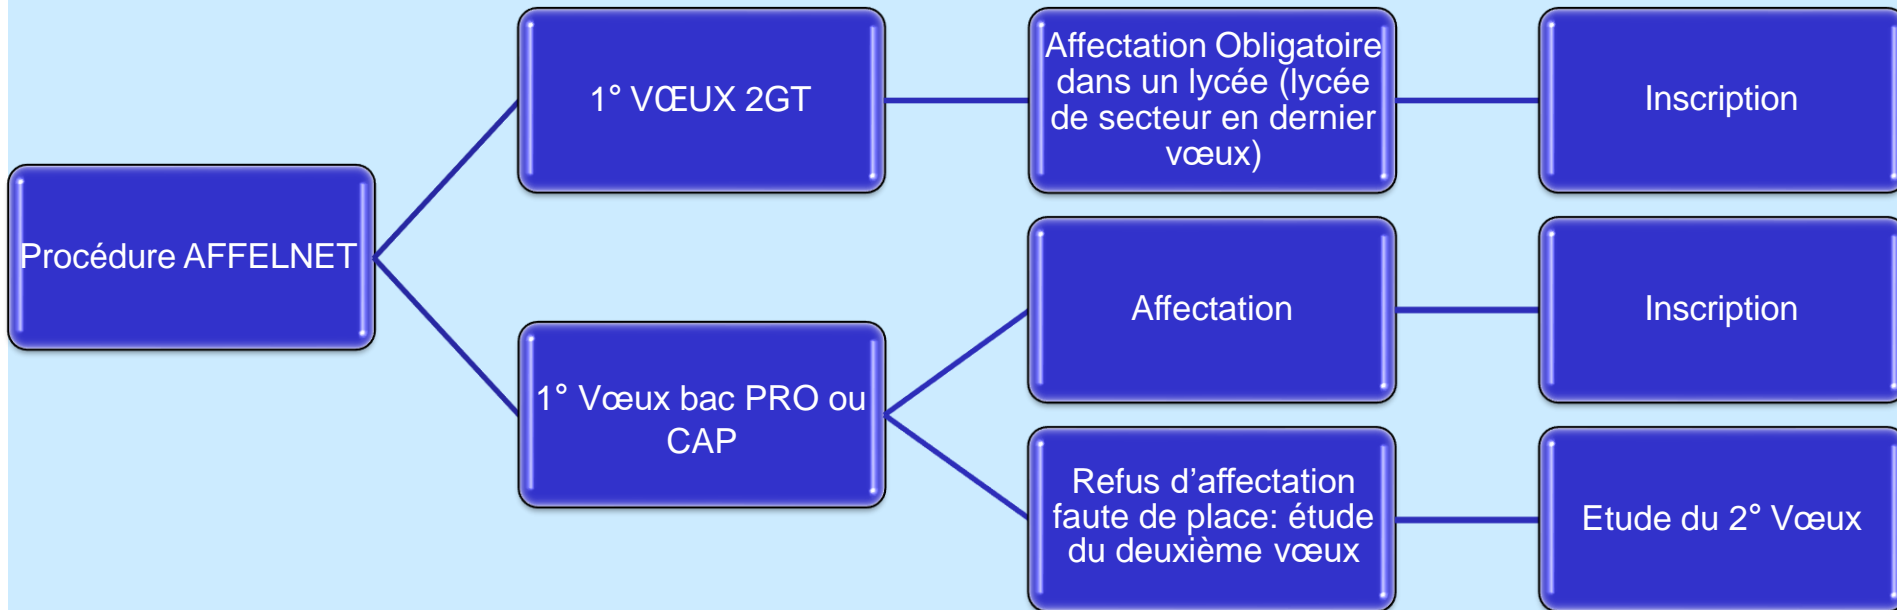 Procédure AFFELNET
1° VŒUX 2GT
Affectation Obligatoire
dans un lycée (lycée
de secteur en dernier
vœux)
Inscription
1° Vœux bac PRO ou
CAP
Affectation
Inscription
Refus d’affectation
faute de place: étude
du deuxième vœux
Etude du 2° Vœux